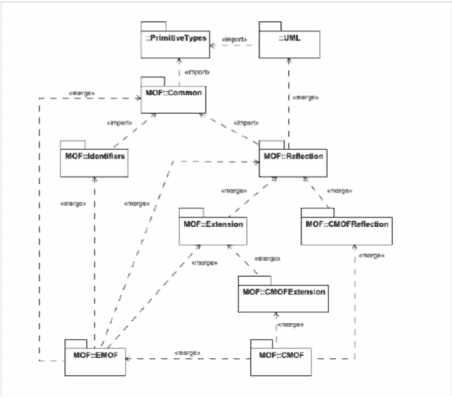 ::PrimitiveTypes
«import»
::UML
«import»
MOF::Common
«merge»
«merge»
«import»
«import»
MOF::Identifiers
MOF::Reflection
«merge»
«merge»
«merge»
«merge»
MOF::Extension
MOF::CMOFReflection
«merge»
«merge»
MOF::CMOFExtension
«merge»
MOF::EMOF
«merge»
MOF::CMOF